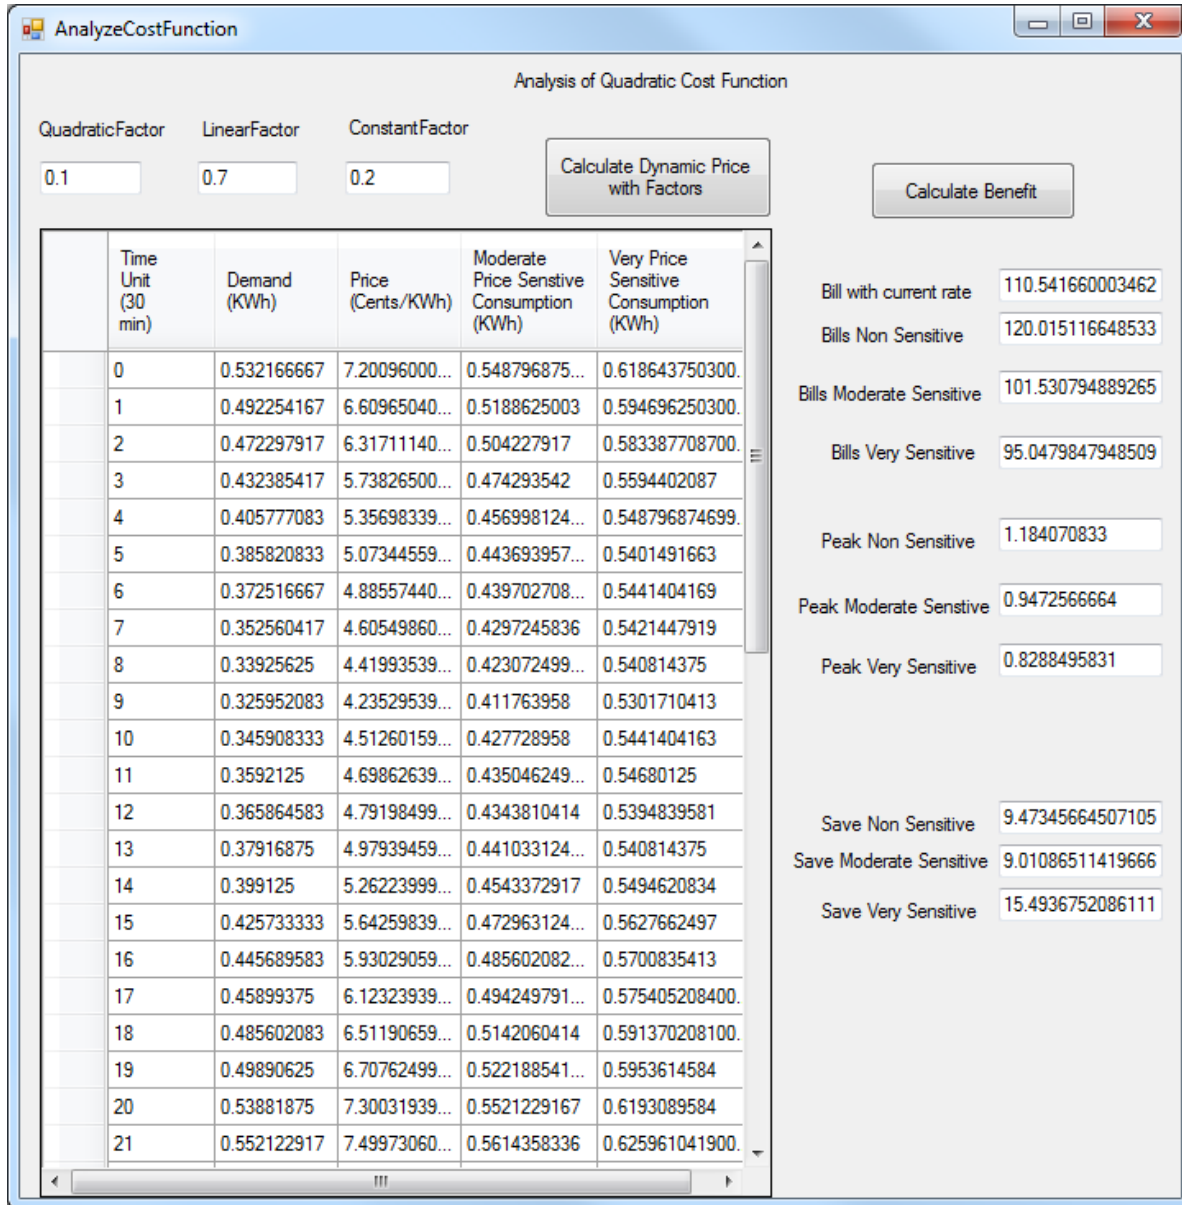 AnalyzeCostFunction
Analysis of Quadratic Cost Function
QuadraticFactor LinearFactor ConstantFactor
0.1 0.7 0.2
Calculate Dynamic Price
with Factors
Calculate Benefit
Time
Unit
(30
min)
Demand
(KWh)
Price
(Cents/KWh)
Moderate
Price Senstive
Consumption
(KWh)
Very Price
Sensitive
Consumption
(KWh)
0 0.532166667 7.20096000... 0.548796875... 0.618643750300.
1 0.492254167 6.60965040... 0.5188625003 0.594696250300.
2 0.472297917 6.31711140... 0.504227917 0.583387708700.
3 0.432385417 5.73826500... 0.474293542 0.5594402087
4 0.405777083 5.35698339... 0.456998124... 0.548796874699.
5 0.385820833 5.07344559... 0.443693957... 0.5401491663
6 0.372516667 4.88557440... 0.439702708... 0.5441404169
7 0.352560417 4.60549860... 0.4297245836 0.5421447919
8 0.33925625 4.41993539... 0.423072499... 0.540814375
9 0.325952083 4.23529539... 0.411763958 0.5301710413
10 0.345908333 4.51260159... 0.427728958 0.5441404163
11 0.3592125 4.69862639... 0.435046249... 0.54680125
12 0.365864583 4.79198499... 0.4343810414 0.5394839581
13 0.37916875 4.97939459... 0.441033124... 0.540814375
14 0.399125 5.26223999... 0.4543372917 0.5494620834
15 0.425733333 5.64259839... 0.472963124... 0.5627662497
16 0.445689583 5.93029059... 0.485602082... 0.5700835413
17 0.45899375 6.12323939... 0.494249791... 0.575405208400.
18 0.485602083 6.51190659... 0.5142060414 0.591370208100.
19 0.49890625 6.70762499... 0.522188541... 0.5953614584
20 0.53881875 7.30031939... 0.5521229167 0.6193089584
21 0.552122917 7.49973060... 0.5614358336 0.625961041900.
Bill with current rate 110.541660003462
Bills Non Sensitive 120.015116648533
Bills Moderate Sensitive 101.530794889265
Bills Very Sensitive 95.0479847948509
Peak Non Sensitive 1.184070833
Peak Moderate Senstive 0.9472566664
Peak Very Sensitive 0.8288495831
Save Non Sensitive 9.47345664507105
Save Moderate Sensitive 9.01086511419666
Save Very Sensitive 15.4936752086111